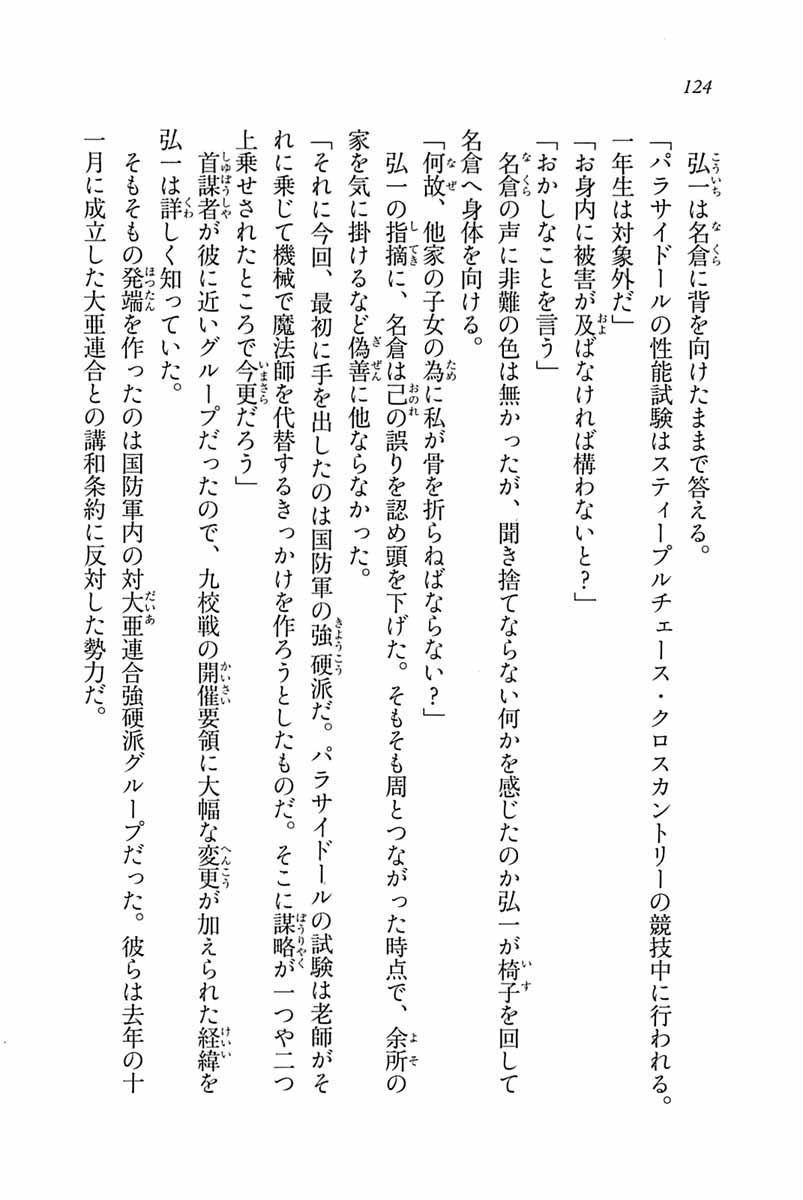 124
弘一は名倉に背を向けたままで答える。
「パラサイドールの性能試験はスティープルチェース・クロスカントリーの競技中に行われる。
一年生は対象外だ」
「お身内に被害が及ばなければ構わないと?」
「おかしなことを言う」
名倉の声に非難の色は無かったが、聞き捨てならない何かを感じたのか弘一が椅子を回して
名倉へ身体を向ける。
「何故、他家の子女の為に私が骨を折らねばならない?」
弘一の指摘に、名倉は己の誤りを認め頭を下げた。そもそも周とつながった時点で、余所の
家を気に掛けるなど偽善に他ならなかった。
「それに今回、最初に手を出したのは国防軍の強硬派だ。パラサイドールの試験は老師がそ
れに乗じて機械で魔法師を代替するきっかけを作ろうとしたものだ。そこに謀略が一つや二つ
上乗せされたところで今更だろう」
首謀者が彼に近いグループだったので、九校戦の開催要領に大幅な変更が加えられた経緯を
弘一は詳しく知っていた。
そもそもの発端を作ったのは国防軍内の対大亜連合強硬派グループだった。彼らは去年の十
一月に成立した大亜連合との講和条約に反対した勢力だ。